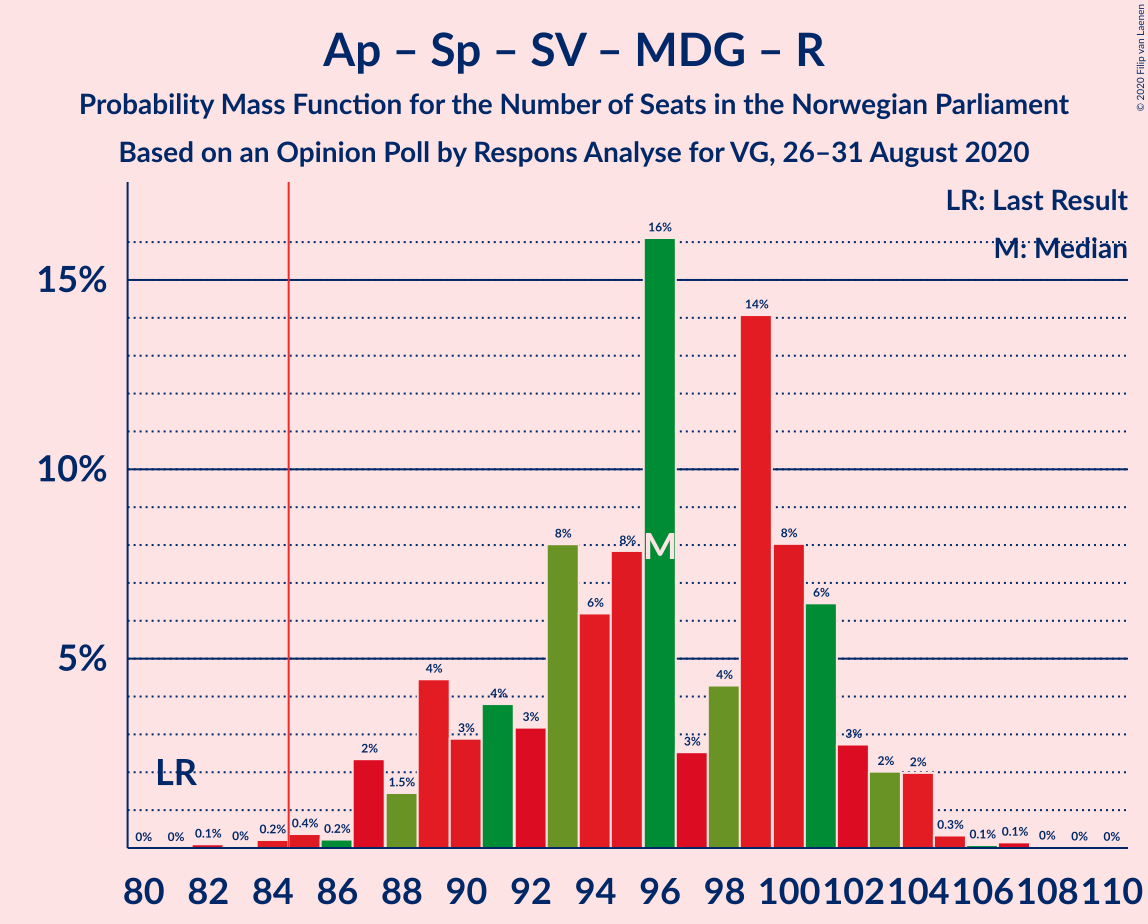 Ap – Sp – SV – MDG – R
Probability Mass Function for the Number of Seats in the Norwegian Parliament
Based on an Opinion Poll by Respons Analyse for VG, 26–31 August 2020
© 2020 Filip van Laenen
LR: Last Result
M: Median
15%
10%
5%
LR
M
0% 0% 0.1% 0% 0.2% 0.4% 0.2% 2% 1.5% 4% 3% 4% 3% 8% 6% 8% 16% 3% 4% 14% 8% 6% 3% 2% 2% 0.3% 0.1% 0.1% 0% 0% 0%
80 82 84 86 88 90 92 94 96 98 100 102 104 106 108 110